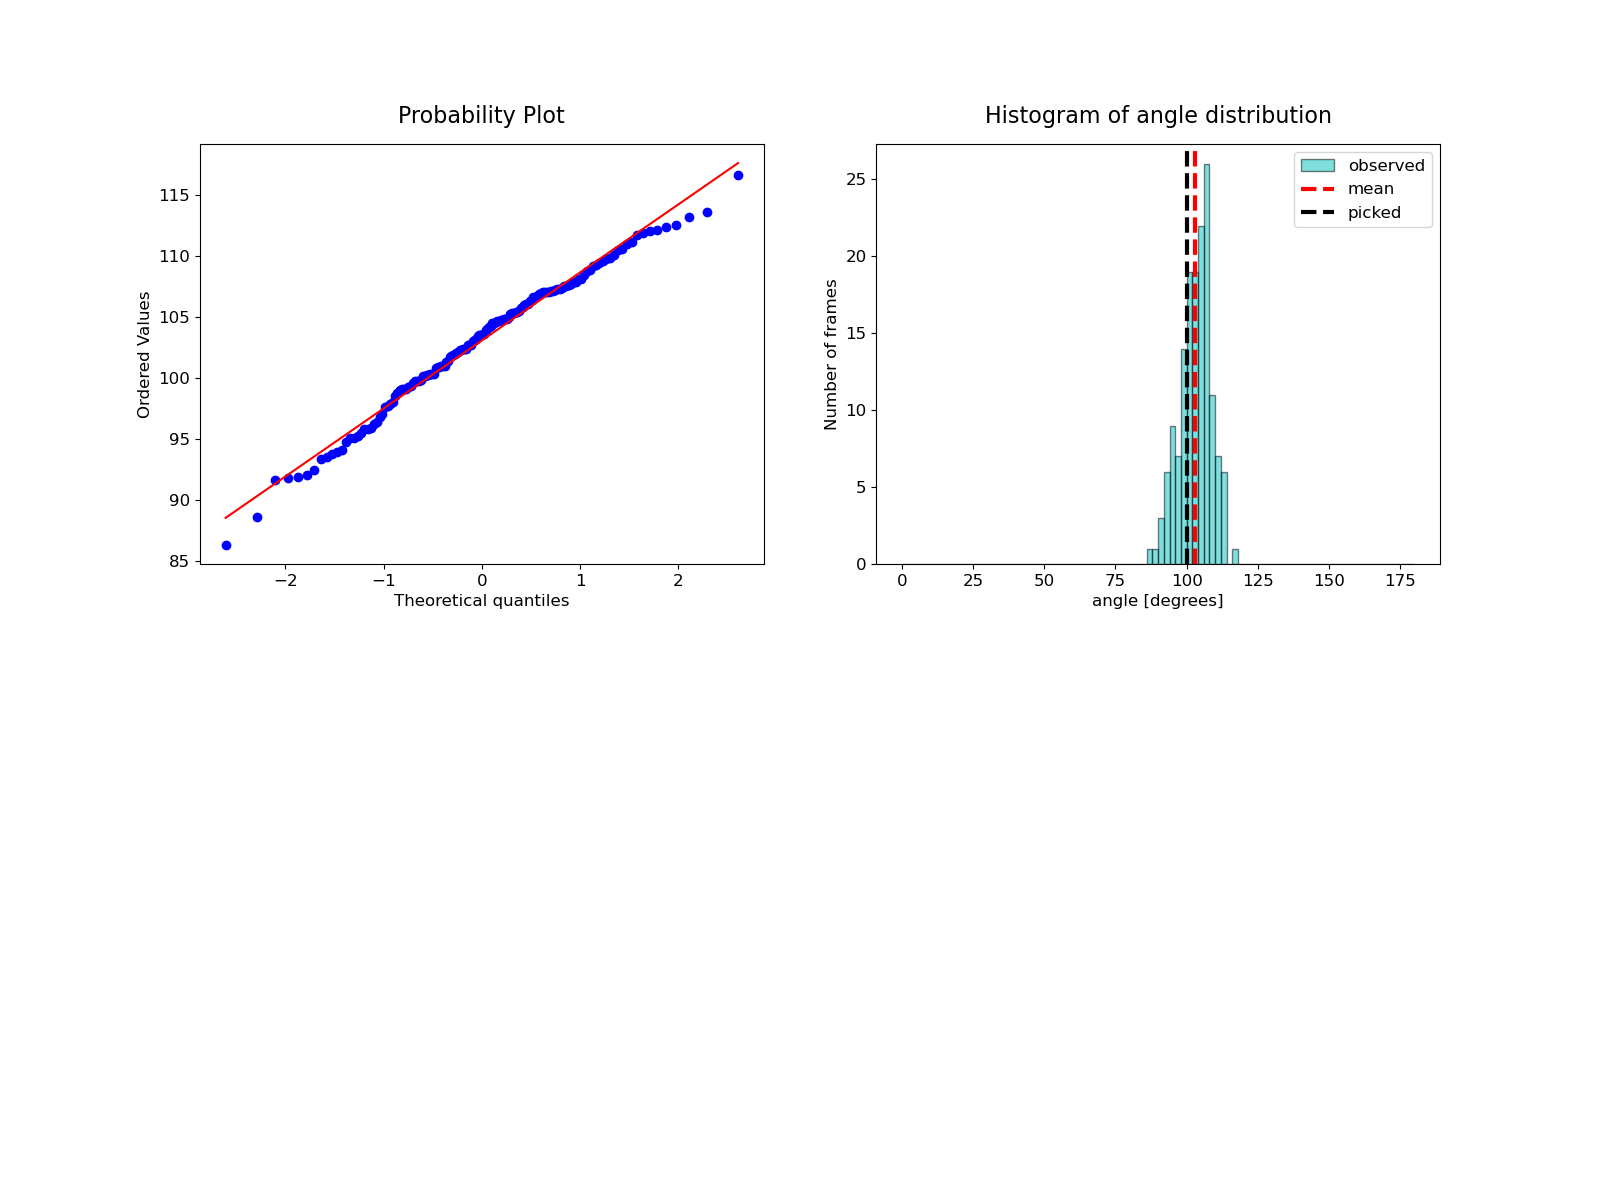 Probability Plot
115
110
105
100
95
90
85
Ordered Values
−2 −1 0 1 2
Theoretical quantiles
Histogram of angle distribution
observed
mean
picked
25
20
15
10
5
0
Number of frames
0 25 50 75 100 125 150 175
angle [degrees]